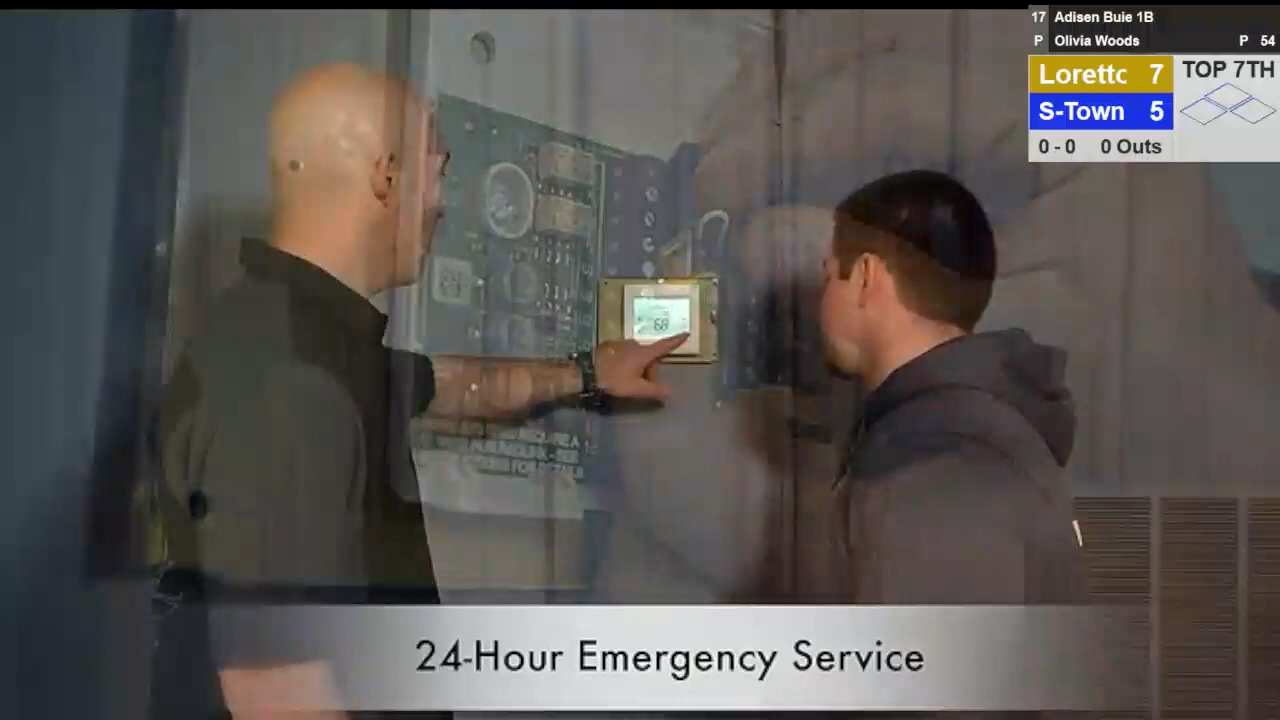 17 Adisen Buie 1B
P Olivia Woods P 54
Lorettc 7
TOP 7TH
S-Town 5
0 - 0 0 Outs
68
24-Hour Emergency Service